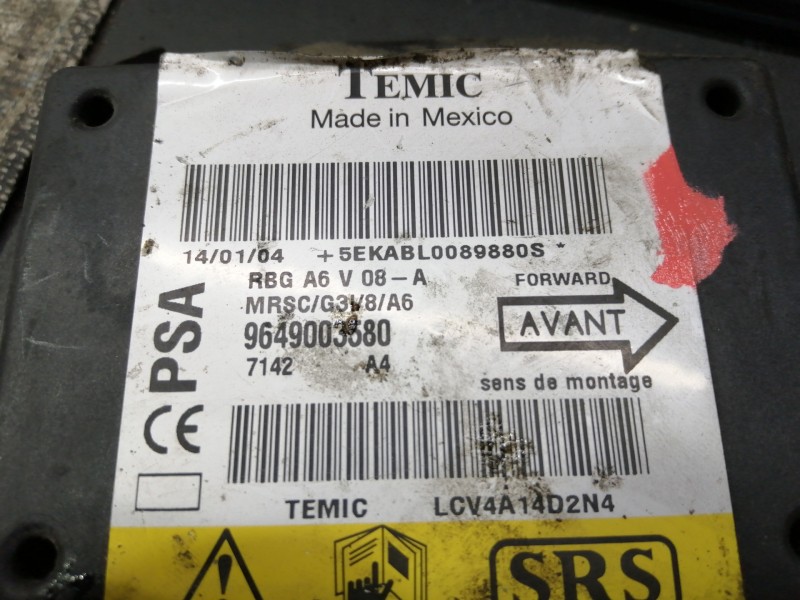 TEMIC
Made in Mexico
14/01/04 +5EKABL0089880S*
RBG A6 V 08-A
MRSC/G3V8/A6
9649003680
7142 A4
PSA
CE
FORWARD
AVANT
sens de montage
TEMIC LCV4A14D2N4
SRS